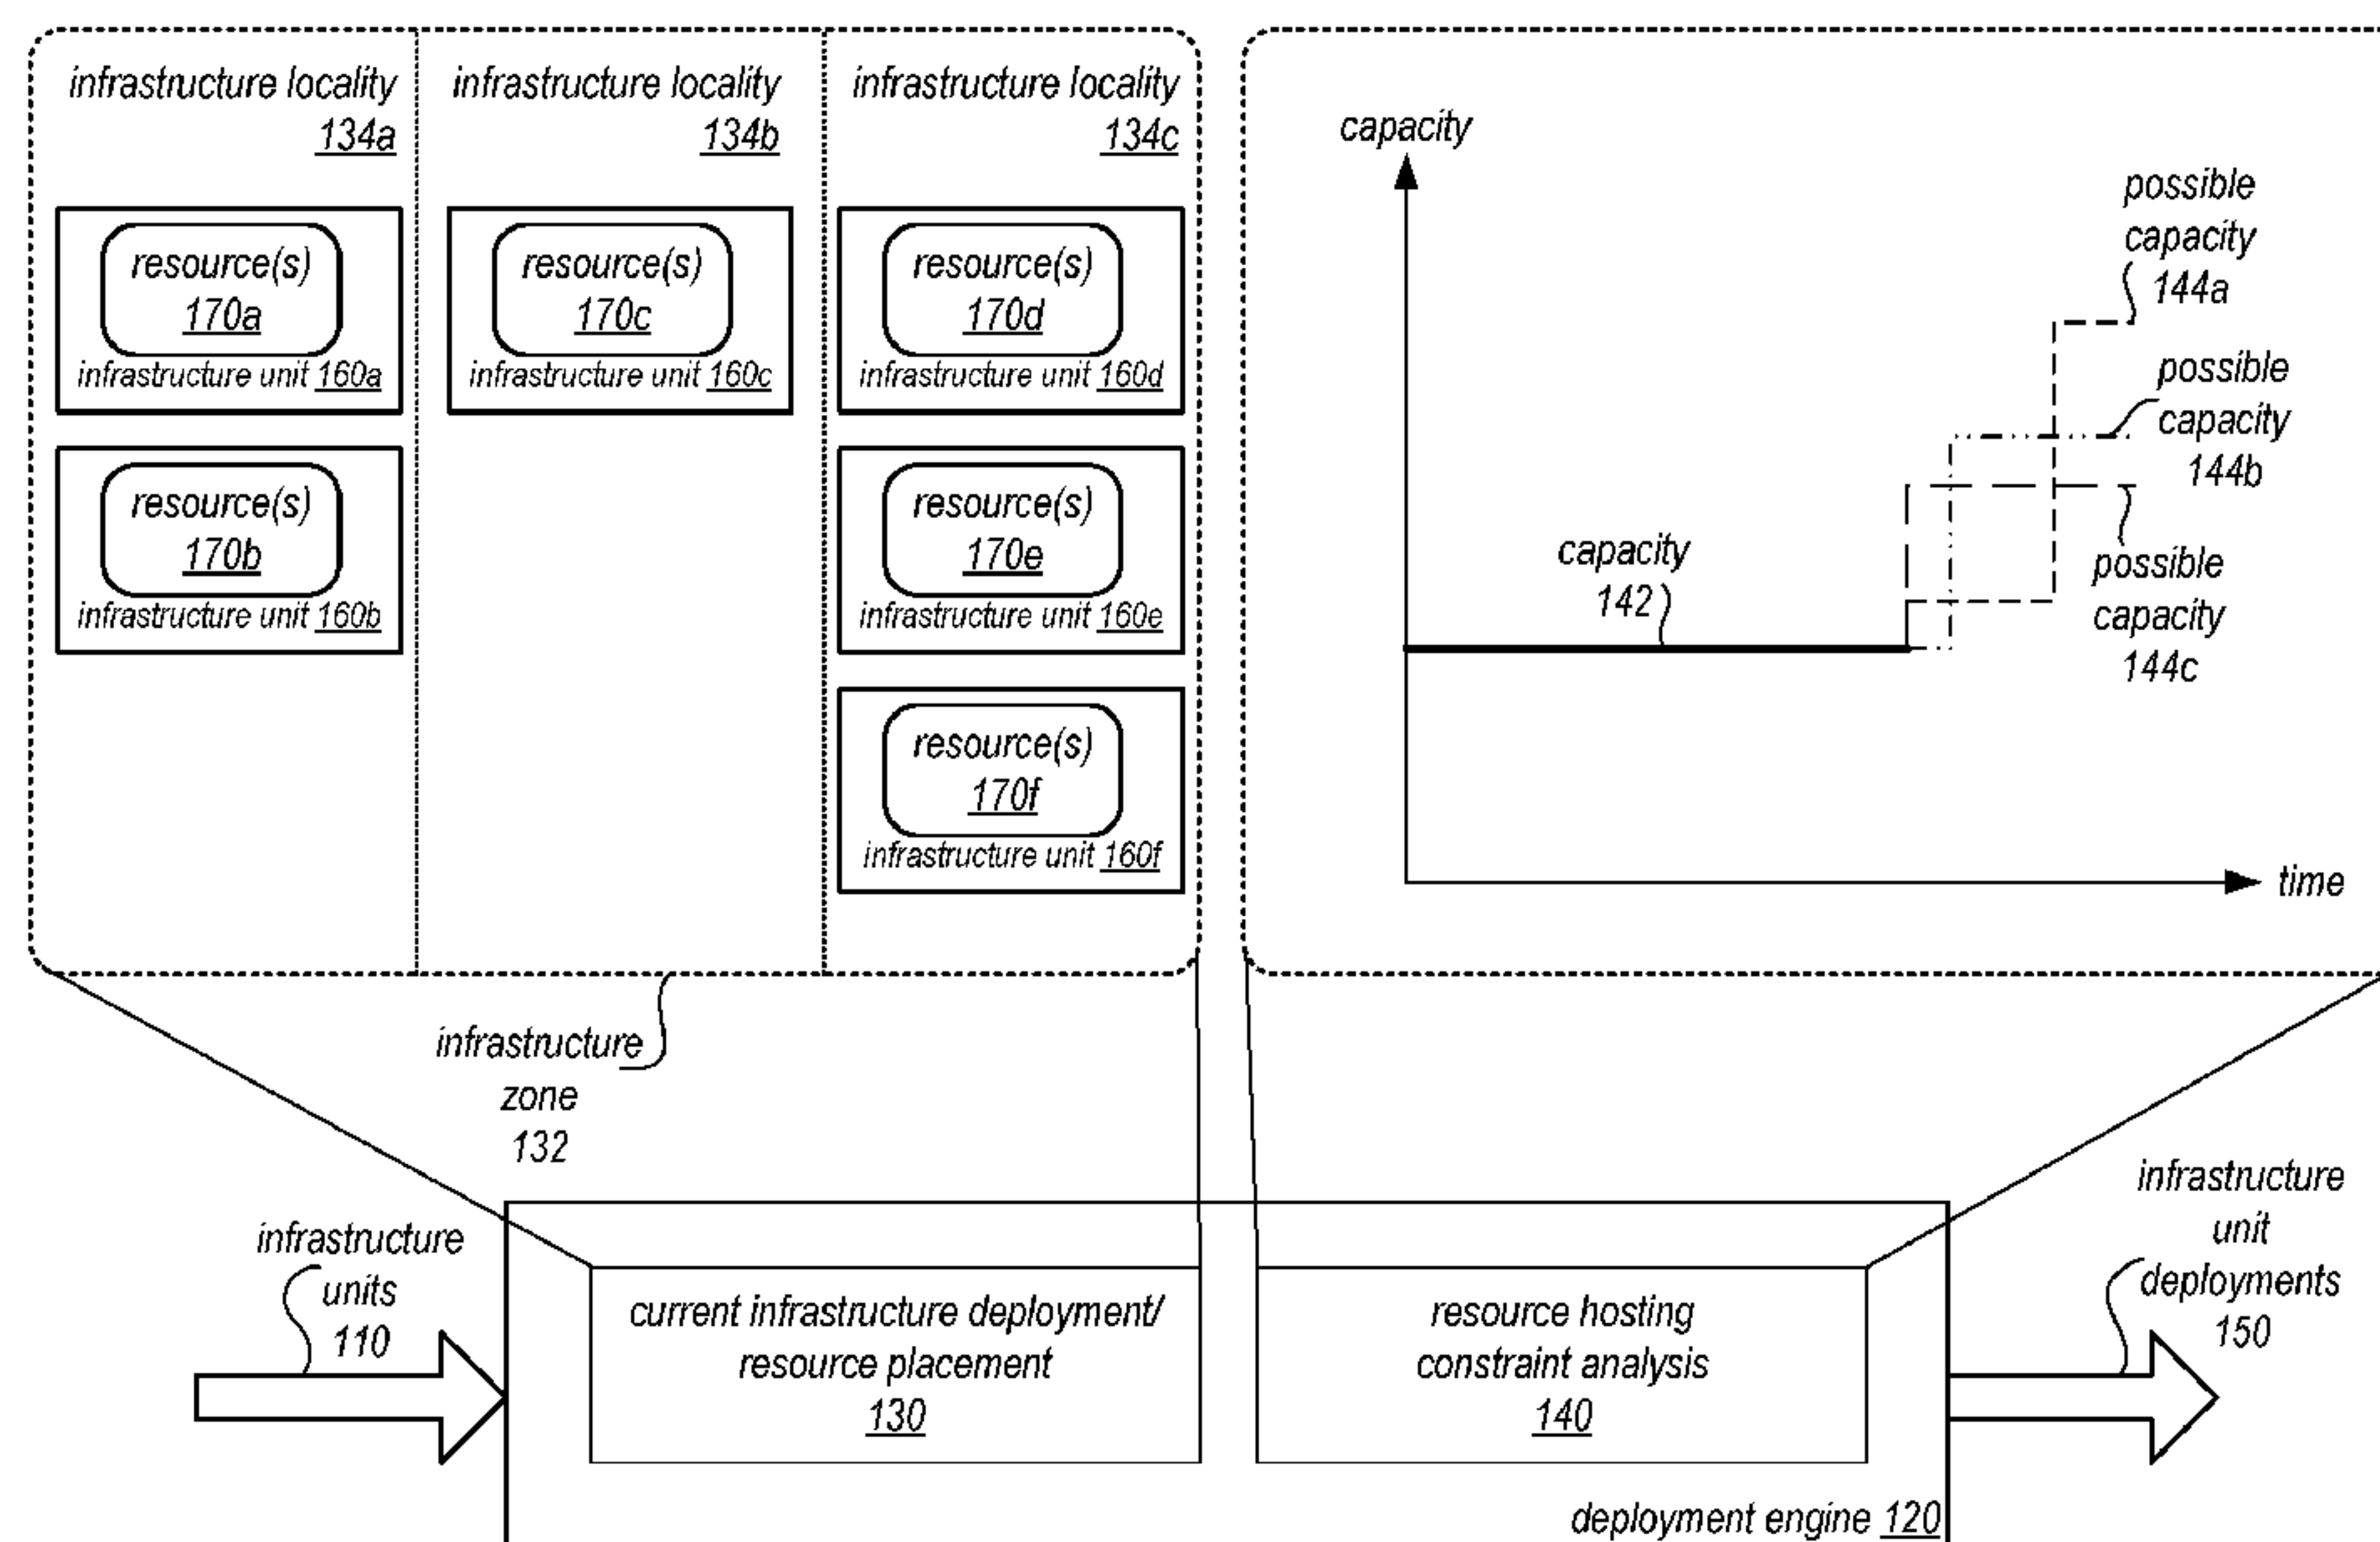 infrastructure locality
134a
infrastructure locality
134b
infrastructure locality
134c
resource(s)
170a
infrastructure unit 160a
resource(s)
170b
infrastructure unit 160b
resource(s)
170c
infrastructure unit 160c
resource(s)
170d
infrastructure unit 160d
resource(s)
170e
infrastructure unit 160e
resource(s)
170f
infrastructure unit 160f
capacity
possible
capacity
144a
possible
capacity
144b
possible
capacity
144c
capacity
142
time
infrastructure
zone
132
infrastructure
units
110
current infrastructure deployment/
resource placement
130
resource hosting
constraint analysis
140
infrastructure
unit
deployments
150
deployment engine 120